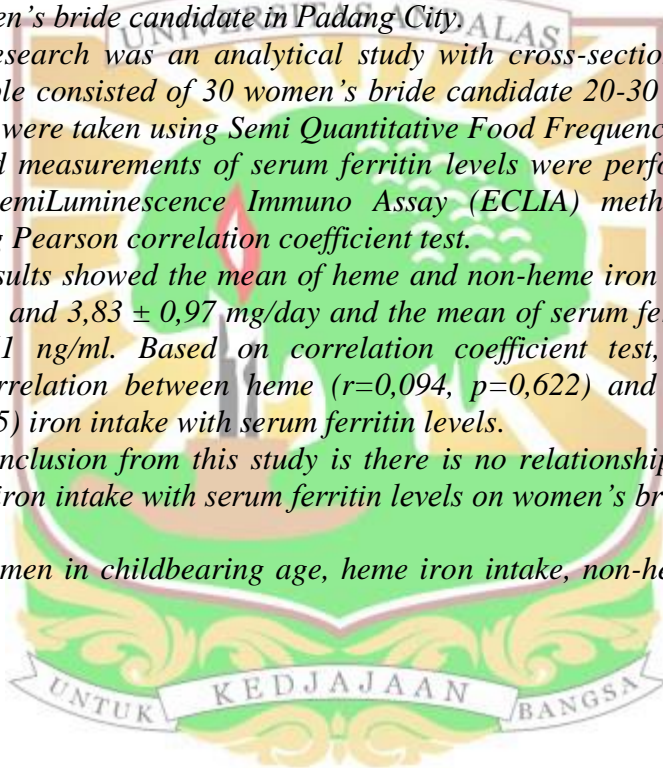 en's bride candidate in Padang City.
UNIVERSITAS ANDALAS
esearch was an analytical study with cross-sectio
ple consisted of 30 women's bride candidate 20-30
were taken using Semi Quantitative Food Frequenc
d measurements of serum ferritin levels were perfo
emiLuminescence Immuno Assay (ECLIA) meth
g Pearson correlation coefficient test.
sults showed the mean of heme and non-heme iron
and 3,83 ± 0,97 mg/day and the mean of serum fe
1 ng/ml. Based on correlation coefficient test,
rrelation between heme (r=0,094, p=0,622) and
5) iron intake with serum ferritin levels.
nclusion from this study is there is no relationship
iron intake with serum ferritin levels on women's br
men in childbearing age, heme iron intake, non-he
UNTUK KEDJAJAAN BANGSA